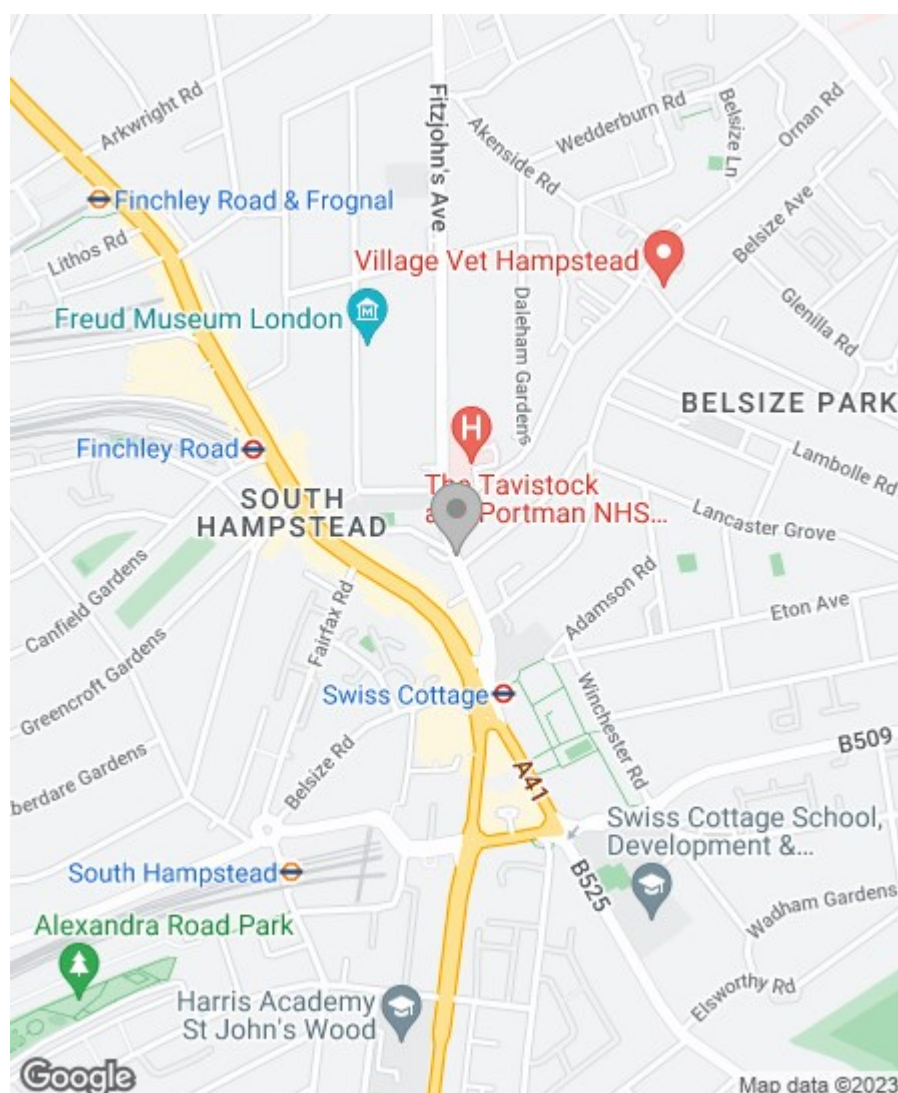 Arkwright Rd
Fitzjohn's Ave
Akenside Rd
Wedderburn Rd
Belsize Ln
Ornan Rd
Finchley Road & Frognal
Lithos Rd
Belsize Ave
Village Vet Hampstead
Freud Museum London
Daleham Gardens
Glenilla Rd
BELSIZE PARK
H
Finchley Road
Lambolle Rd
The Tavistock
Portman NHS...
SOUTH
HAMPSTEAD
Lancaster Grove
Canfield Gardens
Fairfax Rd
Adamson Rd
Eton Ave
Greencroft Gardens
Swiss Cottage
Winchester Rd
B509
Belsize Rd
A41
berdare Gardens
Swiss Cottage School,
Development &...
South Hampstead
B525
Wadham Gardens
Alexandra Road Park
Elsworthy Rd
Harris Academy
St John's Wood
Google
Map data ©2023